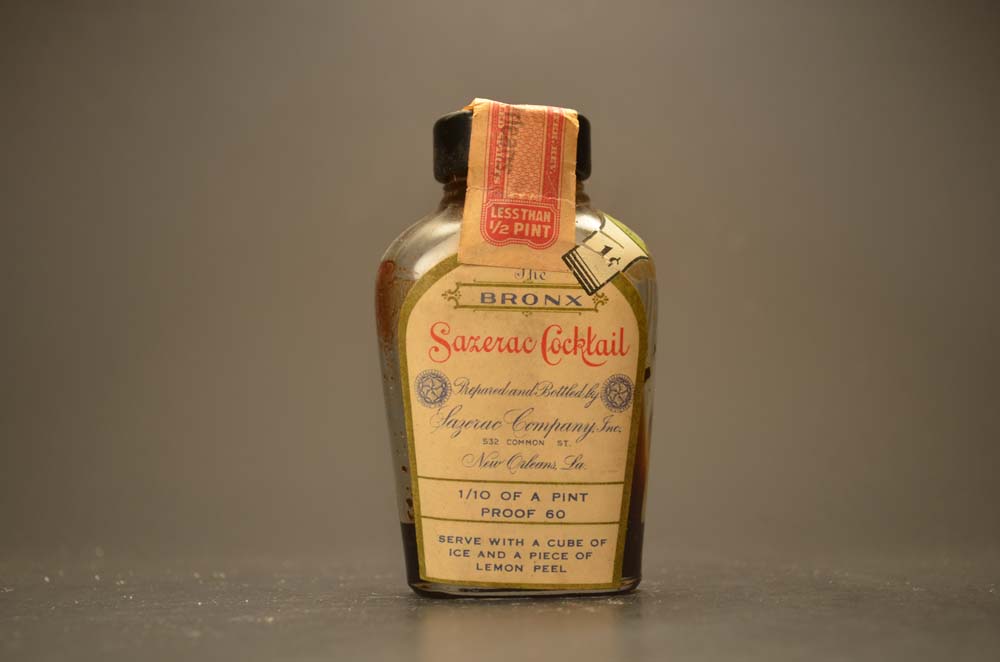 LESS THAN
1/2 PINT
1¢
The
BRONX
Sazerac Cocktail
Prepared and Bottled by
Sazerac Company, Inc.
532 COMMON ST.
New Orleans, La.
1/10 OF A PINT
PROOF 60
SERVE WITH A CUBE OF
ICE AND A PIECE OF
LEMON PEEL